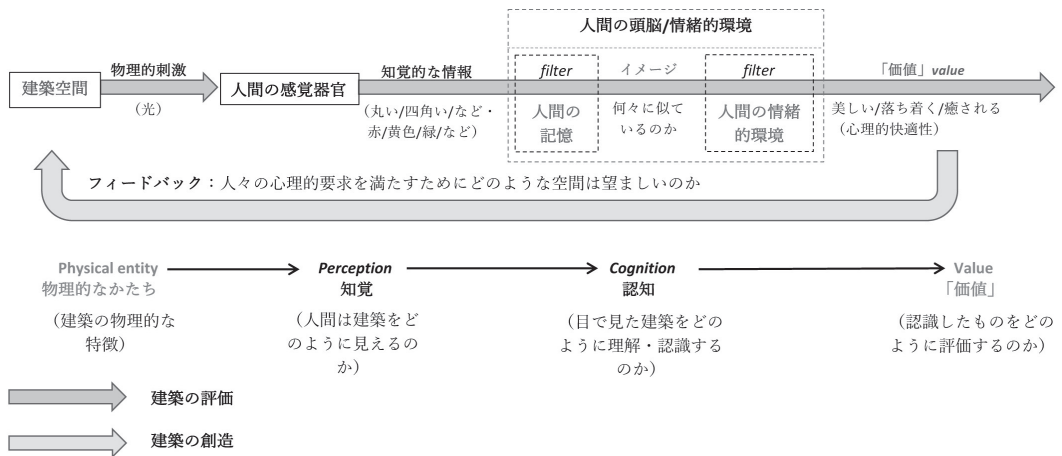 人間の頭脳/情緒的環境
建築空間
物理的刺激
(光)
人間の感覚器官
知覚的な情報
(丸い/四角い/など・
赤/黄色/緑/など)
filter
人間の
記憶
イメージ
何々に似て
いるのか
filter
人間の情緒
的環境
「価値」value
美しい/落ち着く/癒される
(心理的快適性)
フィードバック：人々の心理的要求を満たすためにどのような空間は望ましいのか
Physical entity
物理的なかたち
(建築の物理的な
特徴)
Perception
知覚
(人間は建築をど
のように見えるの
か)
Cognition
認知
(目で見た建築をどの
ように理解・認識する
のか)
Value
「価値」
(認識したものをどの
ように評価するのか)
建築の評価
建築の創造